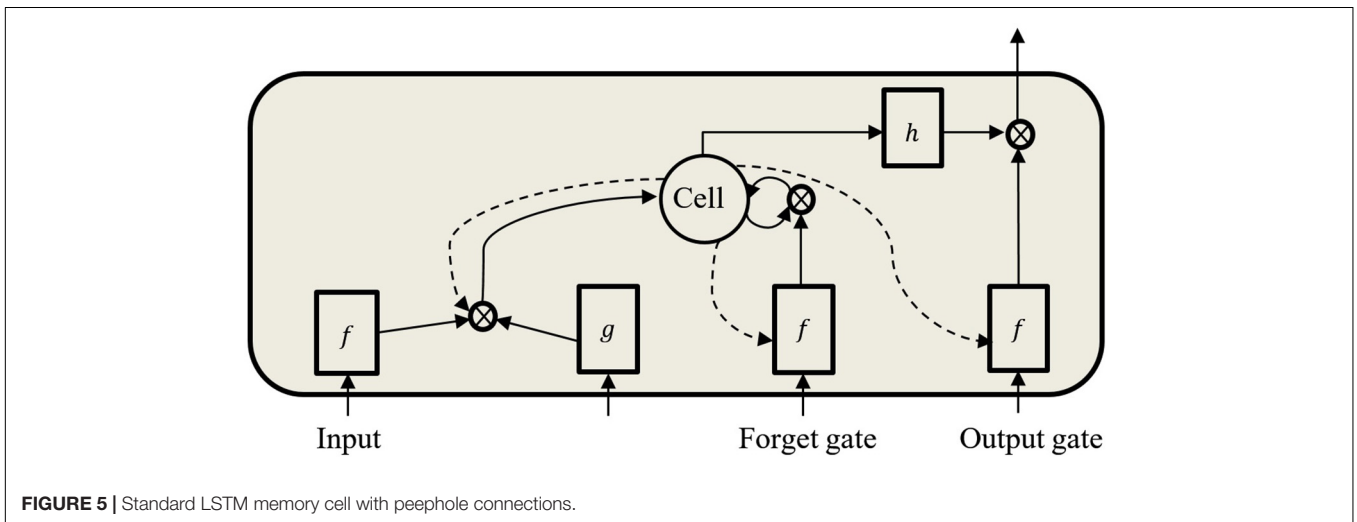 h
Cell
f
g
f
f
Input
Forget gate
Output gate
FIGURE 5 | Standard LSTM memory cell with peephole connections.